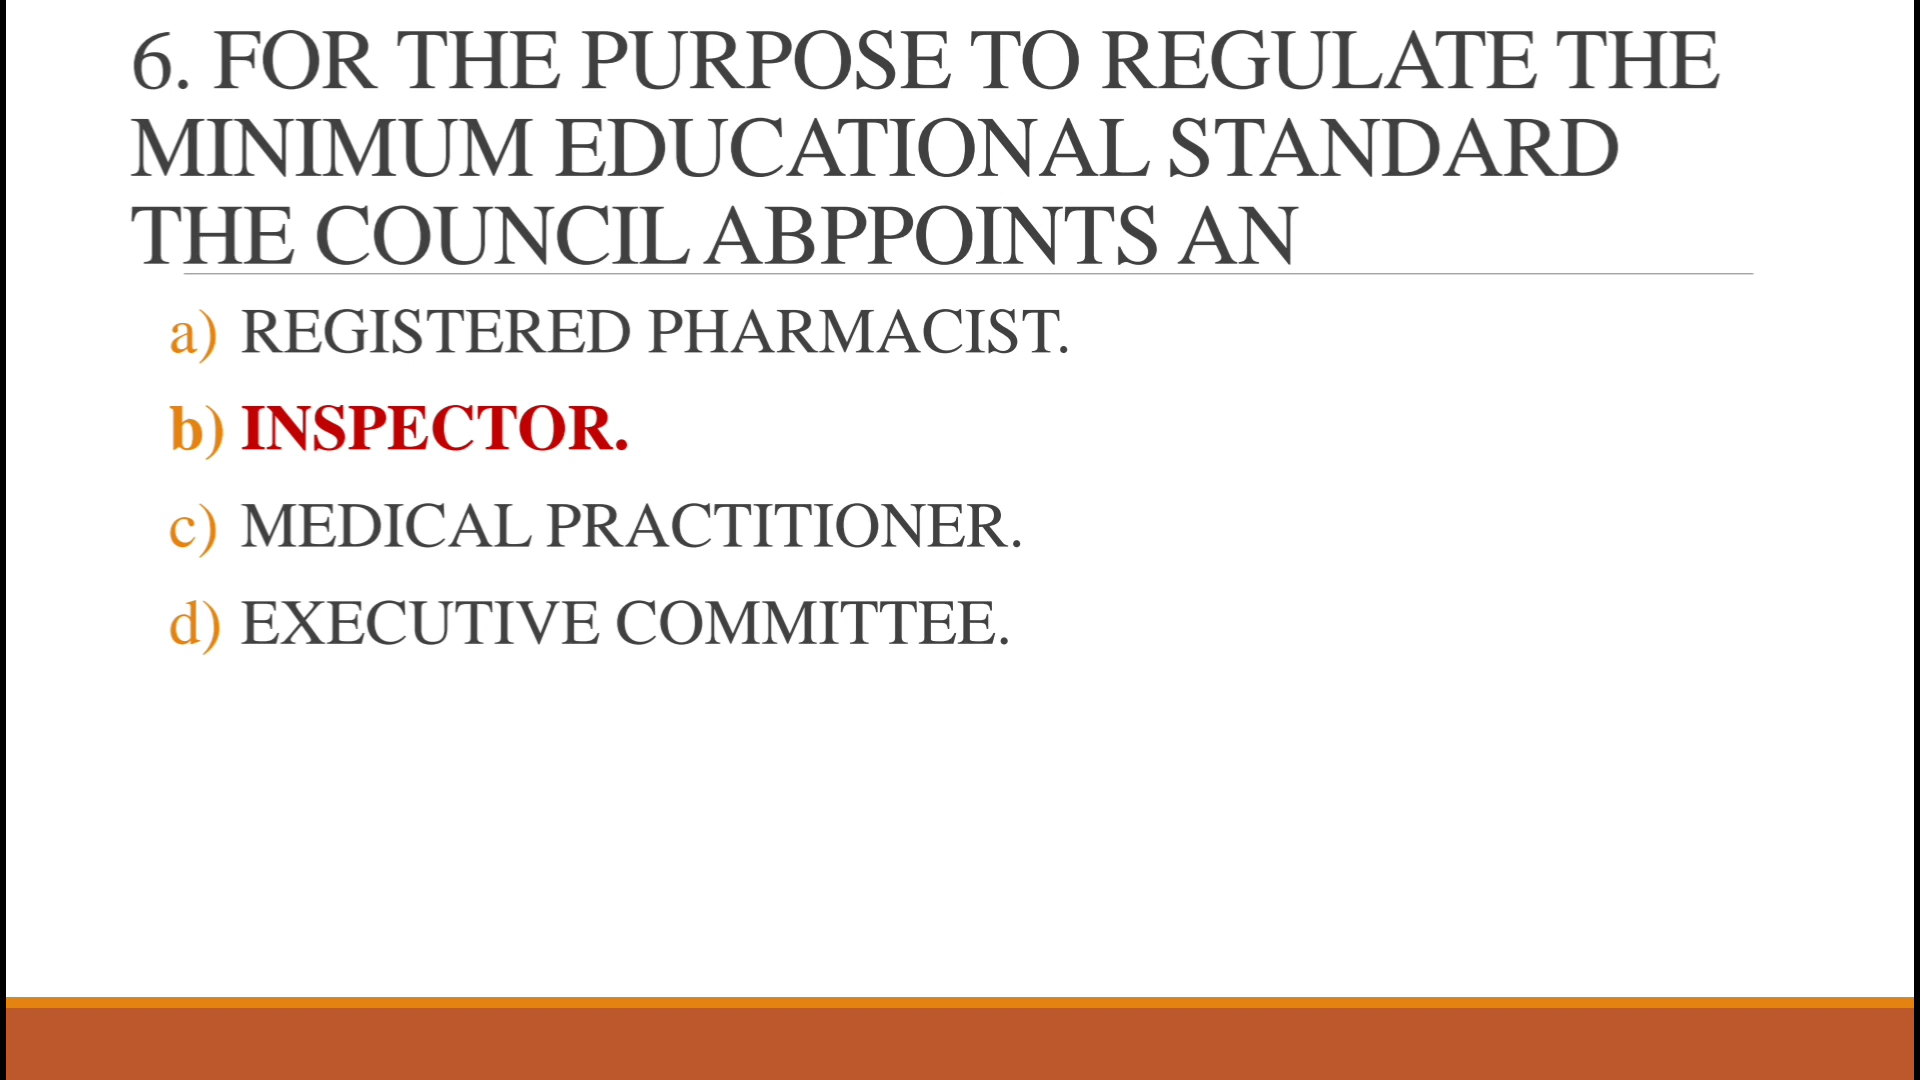 6. FOR THE PURPOSE TO REGULATE THE
MINIMUM EDUCATIONAL STANDARD
THE COUNCIL ABPPOINTS AN
a) REGISTERED PHARMACIST.
b) INSPECTOR.
c) MEDICAL PRACTITIONER.
d) EXECUTIVE COMMITTEE.